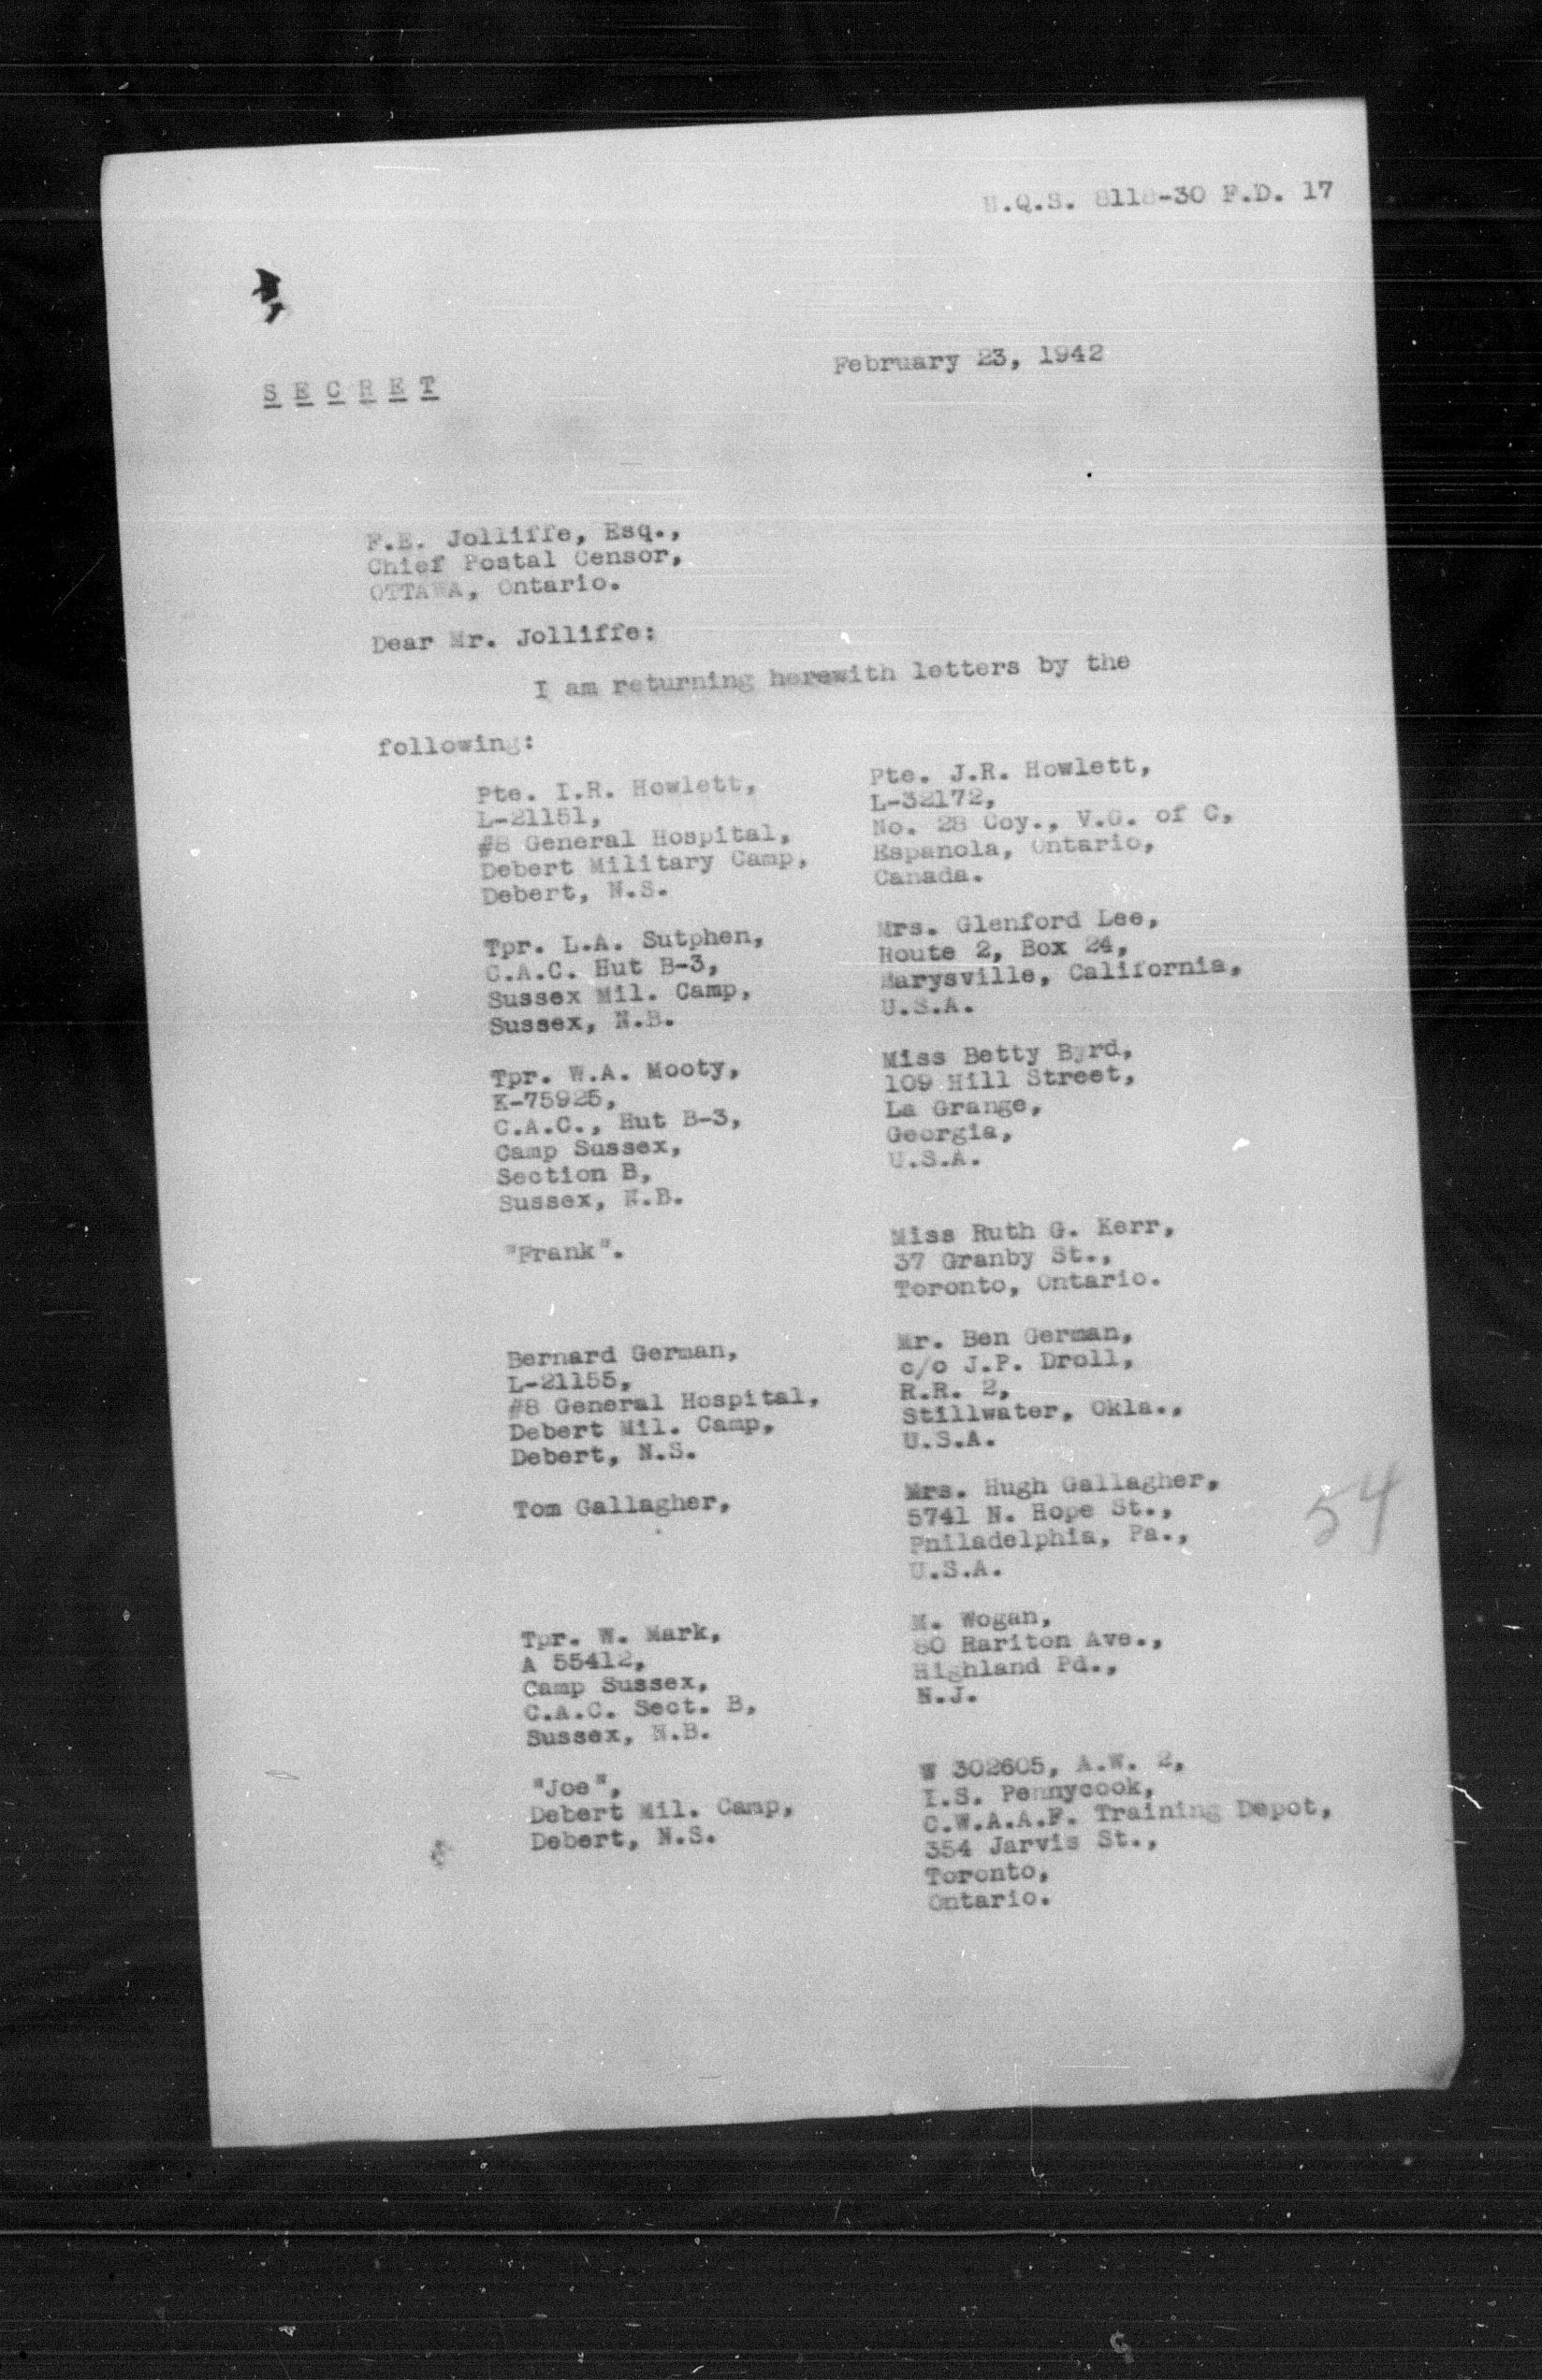 H.Q.S. 8118-30 F.D. 17
February 23, 1942
S E C R E T
F.E. Jolliffe, Esq.,
Chief Postal Censor,
OTTAWA, Ontario.
Dear Mr. Jolliffe:
I am returning herewith letters by the
following:
Pte. I.R. Howlett,
L-21151,
#8 General Hospital,
Debert Military Camp,
Debert, N.S.
Pte. J.R. Howlett,
L-32172,
No. 28 Coy., V.G. of C,
Espanola, Ontario,
Canada.
Tpr. L.A. Sutphen,
C.A.C. Hut B-3,
Sussex Mil. Camp,
Sussex, N.B.
Mrs. Glenford Lee,
Route 2, Box 24,
Marysville, California,
U.S.A.
Tpr. W.A. Mooty,
K-75925,
C.A.C., Hut B-3,
Camp Sussex,
Section B,
Sussex, N.B.
Miss Betty Byrd,
109 Hill Street,
La Grange,
Georgia,
U.S.A.
"Frank".
Miss Ruth G. Kerr,
37 Granby St.,
Toronto, Ontario.
Bernard German,
L-21155,
#8 General Hospital,
Debert Mil. Camp,
Debert, N.S.
Mr. Ben German,
c/o J.P. Droll,
R.R. 2,
Stillwater, Okla.,
U.S.A.
Tom Gallagher,
Mrs. Hugh Gallagher,
5741 N. Hope St.,
Philadelphia, Pa.,
U.S.A.
54
Tpr. W. Mark,
A 55412,
Camp Sussex,
C.A.C. Sect. B,
Sussex, N.B.
M. Wogan,
80 Rariton Ave.,
Highland Pd.,
N.J.
"Joe",
Debert Mil. Camp,
Debert, N.S.
W 302605, A.W. 2,
I.S. Pennycook,
C.W.A.A.F. Training Depot,
354 Jarvis St.,
Toronto,
Ontario.